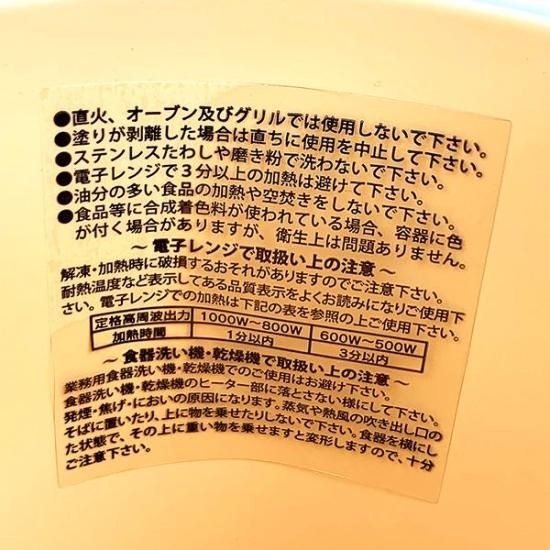 ●直火、オーブン及びグリルでは使用しないで下さい。
●塗りが剥離した場合は直ちに使用を中止して下さい。
●ステンレスたわしや磨き粉で洗わないで下さい。
●電子レンジで3分以上の加熱は避けて下さい。
●油分の多い食品の加熱や空焚きをしないで下さい。
●食品等に合成着色料が使われている場合、容器に色
が付く場合がありますが、衛生上は問題ありません。
～電子レンジで取扱い上の注意～
解凍・加熱時に破損するおそれがありますのでご注意下さい。
耐熱温度など表示してある品質表示をよくお読みになりご使用下
さい。電子レンジでの加熱は下記の表を参照の上ご使用下さい。
定格高周波出力 1000W～800W 600W～500W
加熱時間 1分以内 3分以内
～食器洗い機・乾燥機で取扱い上の注意～
業務用食器洗い機・乾燥機でのご使用はお避け下さい。
食器洗い機・乾燥機のヒーター部に落とさない様にして下さい。
発煙・焦げ・においの原因になります。蒸気や熱風の吹き出し口の
そばに置いたり、上に物を乗せたりしないで下さい。食器を横にし
た状態で、その上に重い物を乗せますと変形しますので、十分
ご注意下さい。